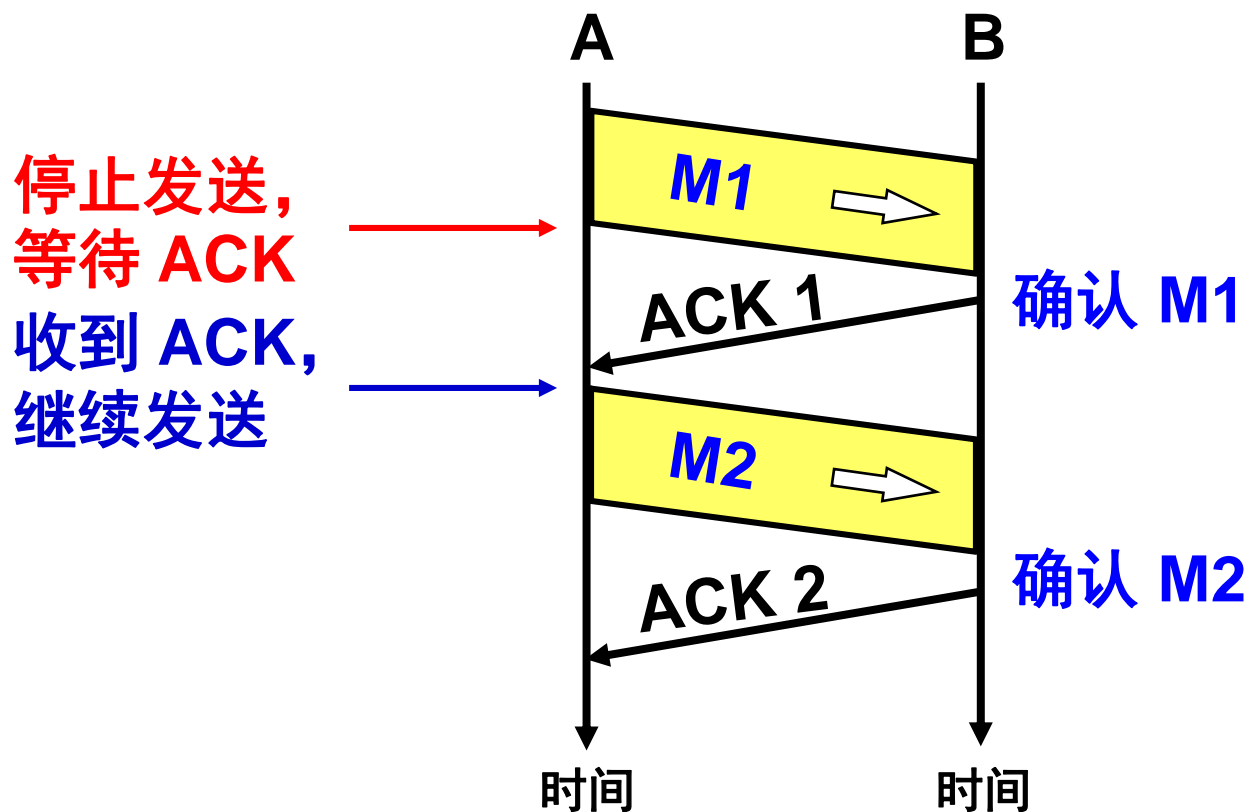 A
B
停止发送，
等待 ACK
收到 ACK，
继续发送
M1
ACK 1
确认 M1
M2
ACK 2
确认 M2
时间
时间